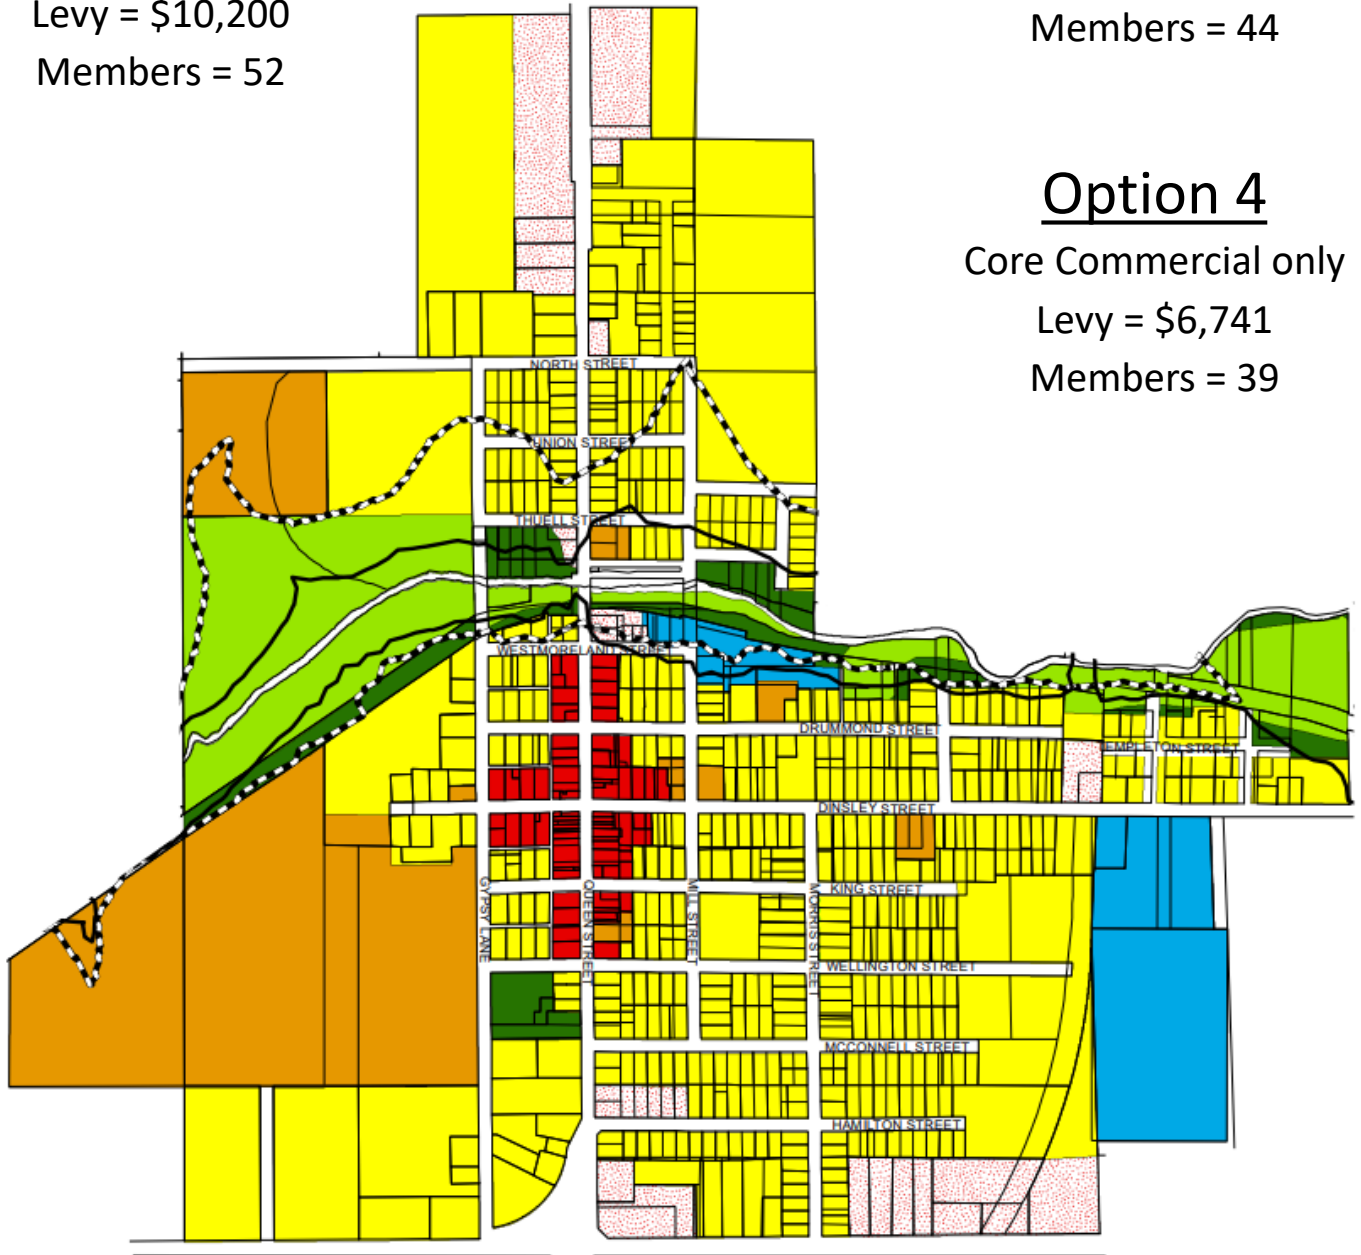 Levy = $10,200
Members = 52
Members = 44
Option 4
Core Commercial only
Levy = $6,741
Members = 39
NORTH STREET
UNION STREET
THUELL STREET
WESTMORELAND STREET
DRUMMOND STREET
TEMPLETON STREET
DINSLEY STREET
GYPSY LANE
QUEEN STREET
MILL STREET
MORRIS STREET
KING STREET
WELLINGTON STREET
MCCONNELL STREET
HAMILTON STREET